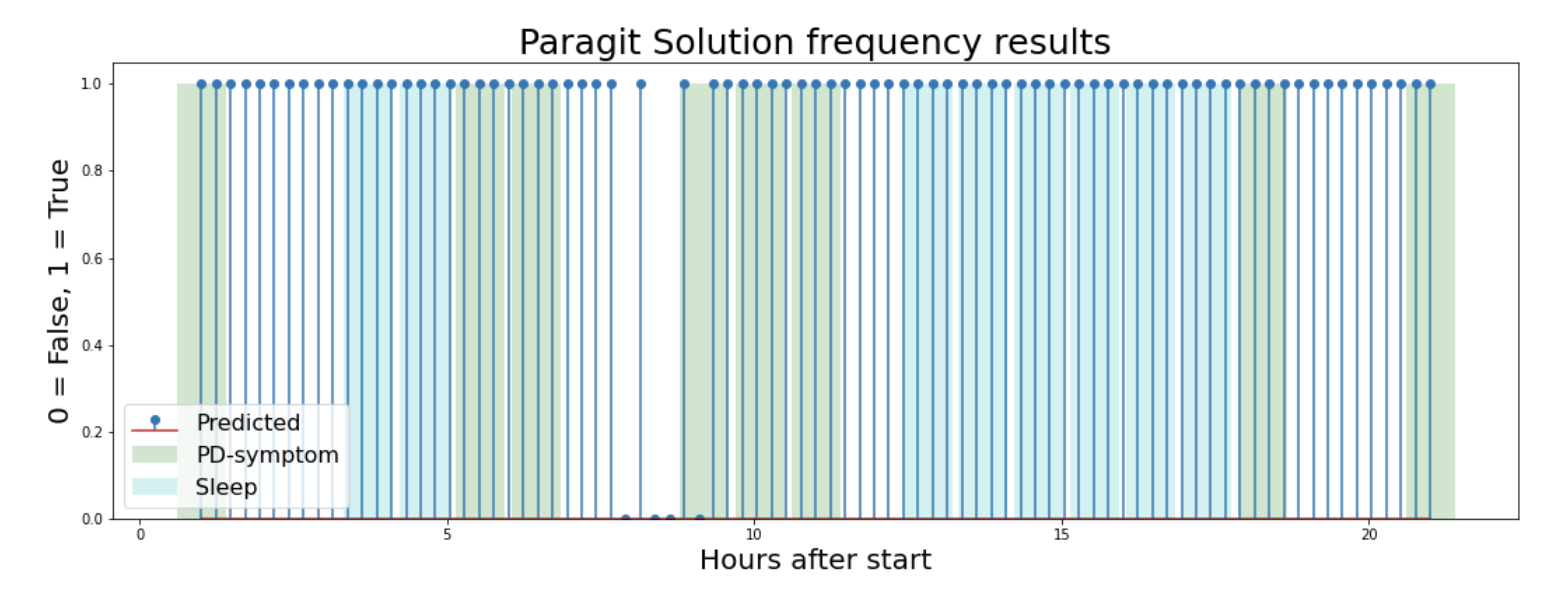 Paragit Solution frequency results
0 = False, 1 = True
1.0
0.8
0.6
0.4
0.2
0.0
Predicted
PD-symptom
Sleep
0 5 10 15 20
Hours after start